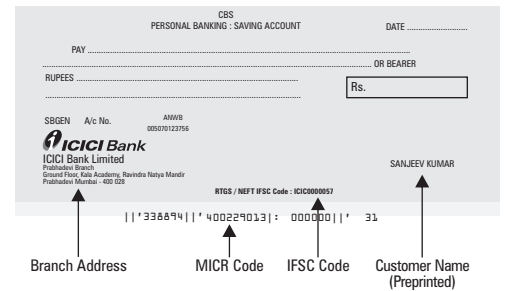 CBS
PERSONAL BANKING : SAVING ACCOUNT
DATE ............................
PAY ....................................................................................
.................................................................................... OR BEARER
RUPEES ....................................................................................
....................................................................................
Rs.
SBGEN A/c No. ANWB
005070123756
ICICI Bank
ICICI Bank Limited
Prabhadevi Branch
Ground Floor, Kala Academy, Ravindra Natya Mandir
Prabhadevi Mumbai - 400 028
SANJEEV KUMAR
RTGS / NEFT IFSC Code : ICIC0000057
||'338894||'400229013|: 000000||' 31
Branch Address MICR Code IFSC Code Customer Name
(Preprinted)